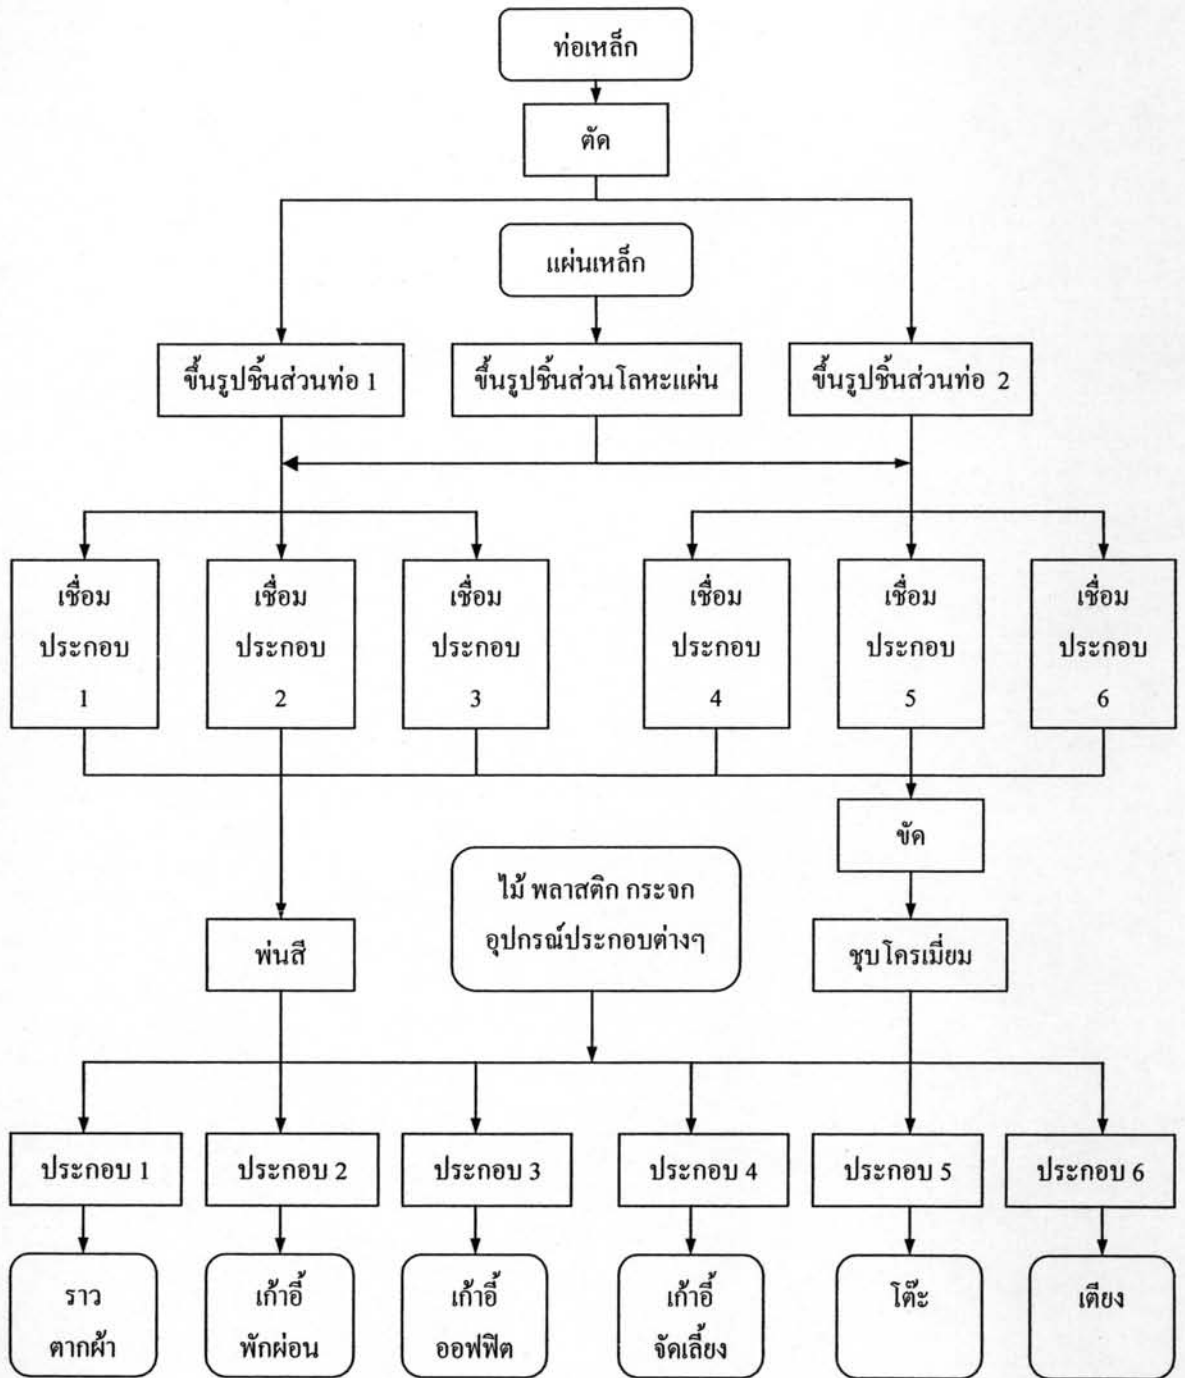 ท่อเหล็ก
ตัด
แผ่นเหล็ก
ขึ้นรูปชิ้นส่วนท่อ 1
ขึ้นรูปชิ้นส่วนโลหะแผ่น
ขึ้นรูปชิ้นส่วนท่อ 2
เชื่อม
ประกอบ
1
เชื่อม
ประกอบ
2
เชื่อม
ประกอบ
3
เชื่อม
ประกอบ
4
เชื่อม
ประกอบ
5
เชื่อม
ประกอบ
6
ขัด
ไม้ พลาสติก กระจก
อุปกรณ์ประกอบต่างๆ
พ่นสี
ชุบโครเมี่ยม
ประกอบ 1
ประกอบ 2
ประกอบ 3
ประกอบ 4
ประกอบ 5
ประกอบ 6
ราว
ตากผ้า
เก้าอี้
พักผ่อน
เก้าอี้
ออฟฟิต
เก้าอี้
จัดเลี้ยง
โต๊ะ
เตียง